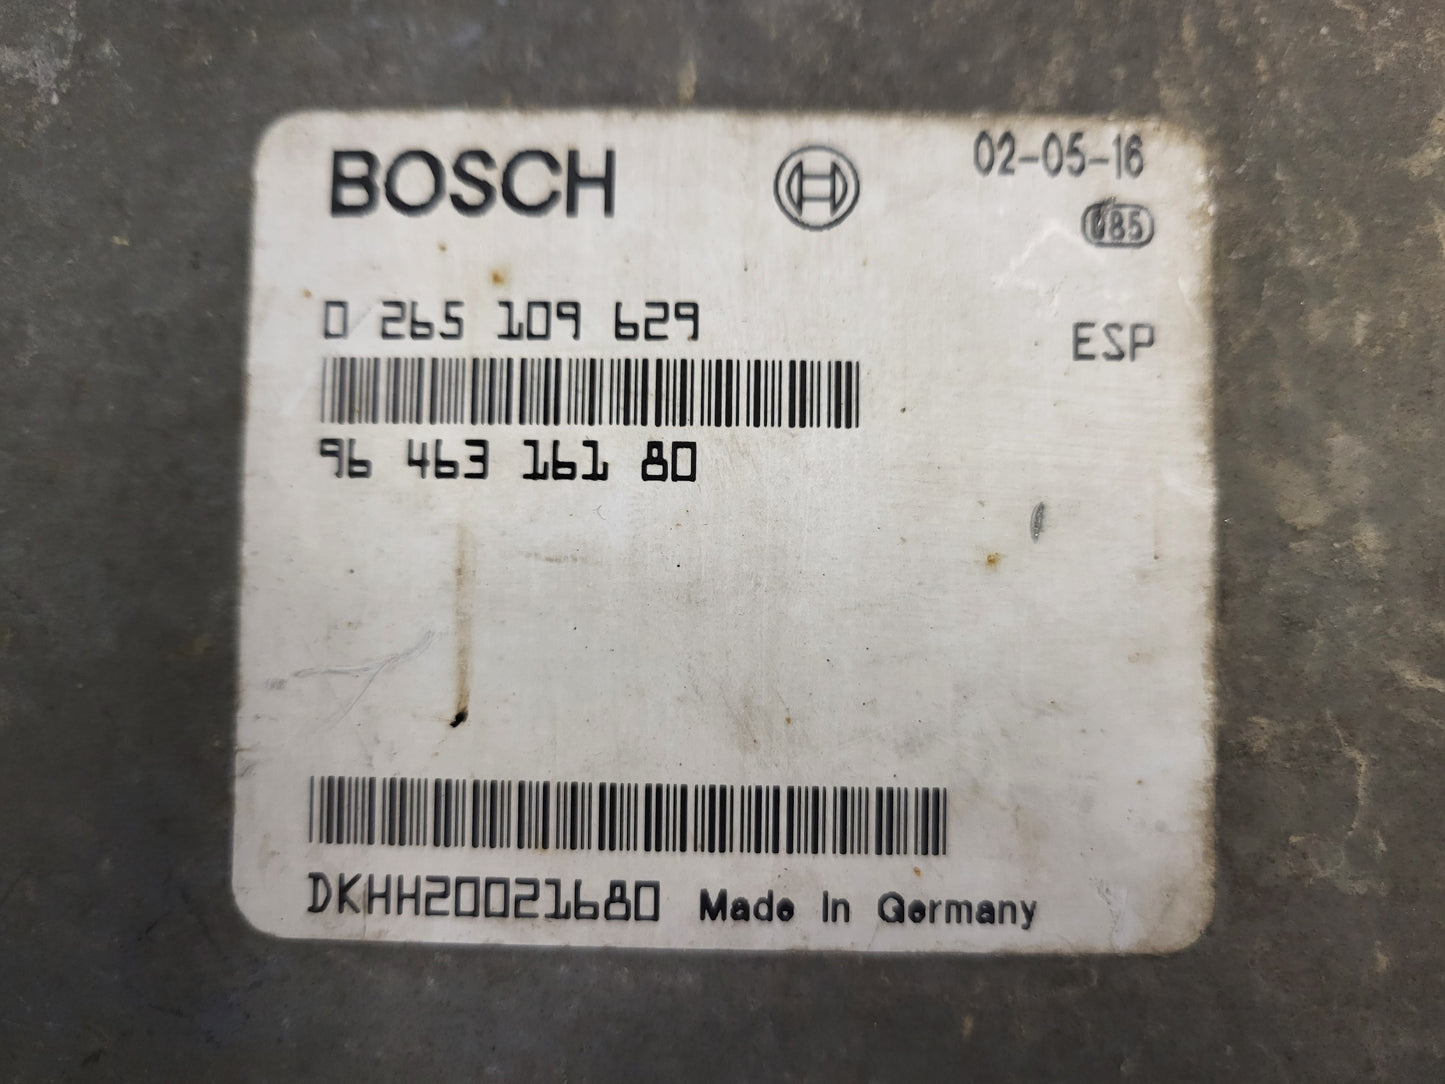 BOSCH
02-05-16
085
0 265 109 629
ESP
96 463 161 80
DKHH20021680 Made in Germany